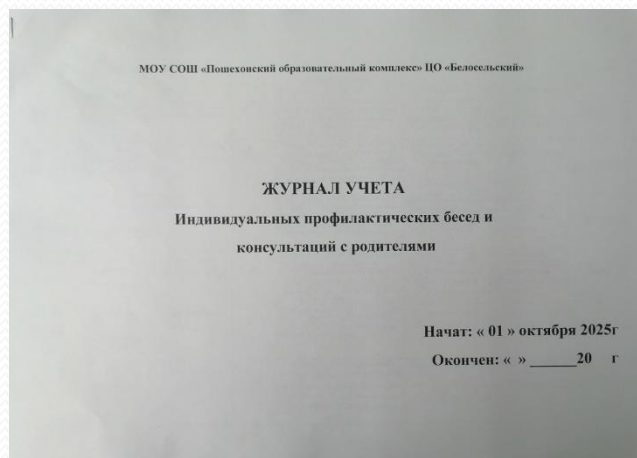 МОУ СОШ «Пошехонский образовательный комплекс» ЦО «Белосельский»
ЖУРНАЛ УЧЕТА
Индивидуальных профилактических бесед и
консультаций с родителями
Начат: « 01 » октября 2025г
Окончен: «  » ______20     г